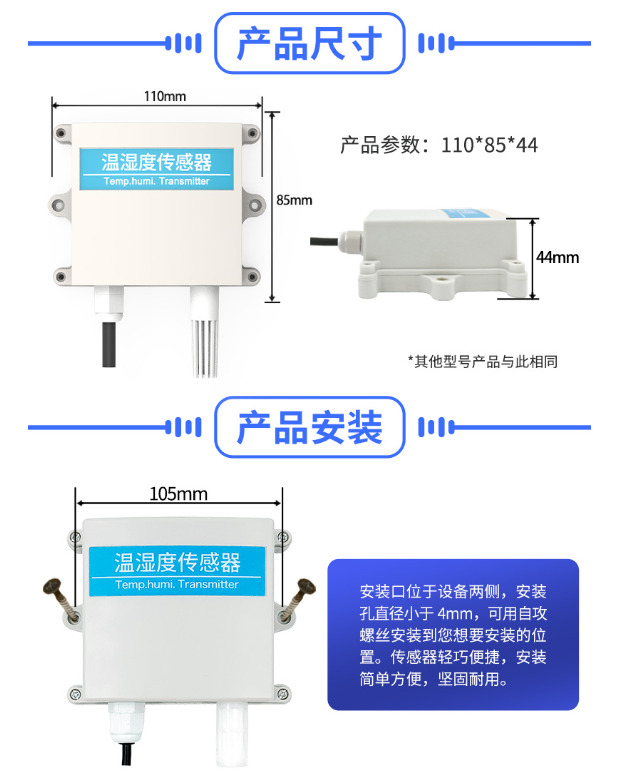 产品尺寸
110mm
产品参数：110*85*44
温湿度传感器
Temp.humi. Transmitter
85mm
44mm
*其他型号产品与此相同
产品安装
105mm
温湿度传感器
Temp.humi. Transmitter
安装口位于设备两侧，安装
孔直径小于 4mm，可用自攻
螺丝安装到您想要安装的位
置。传感器轻巧便捷，安装
简单方便，坚固耐用。